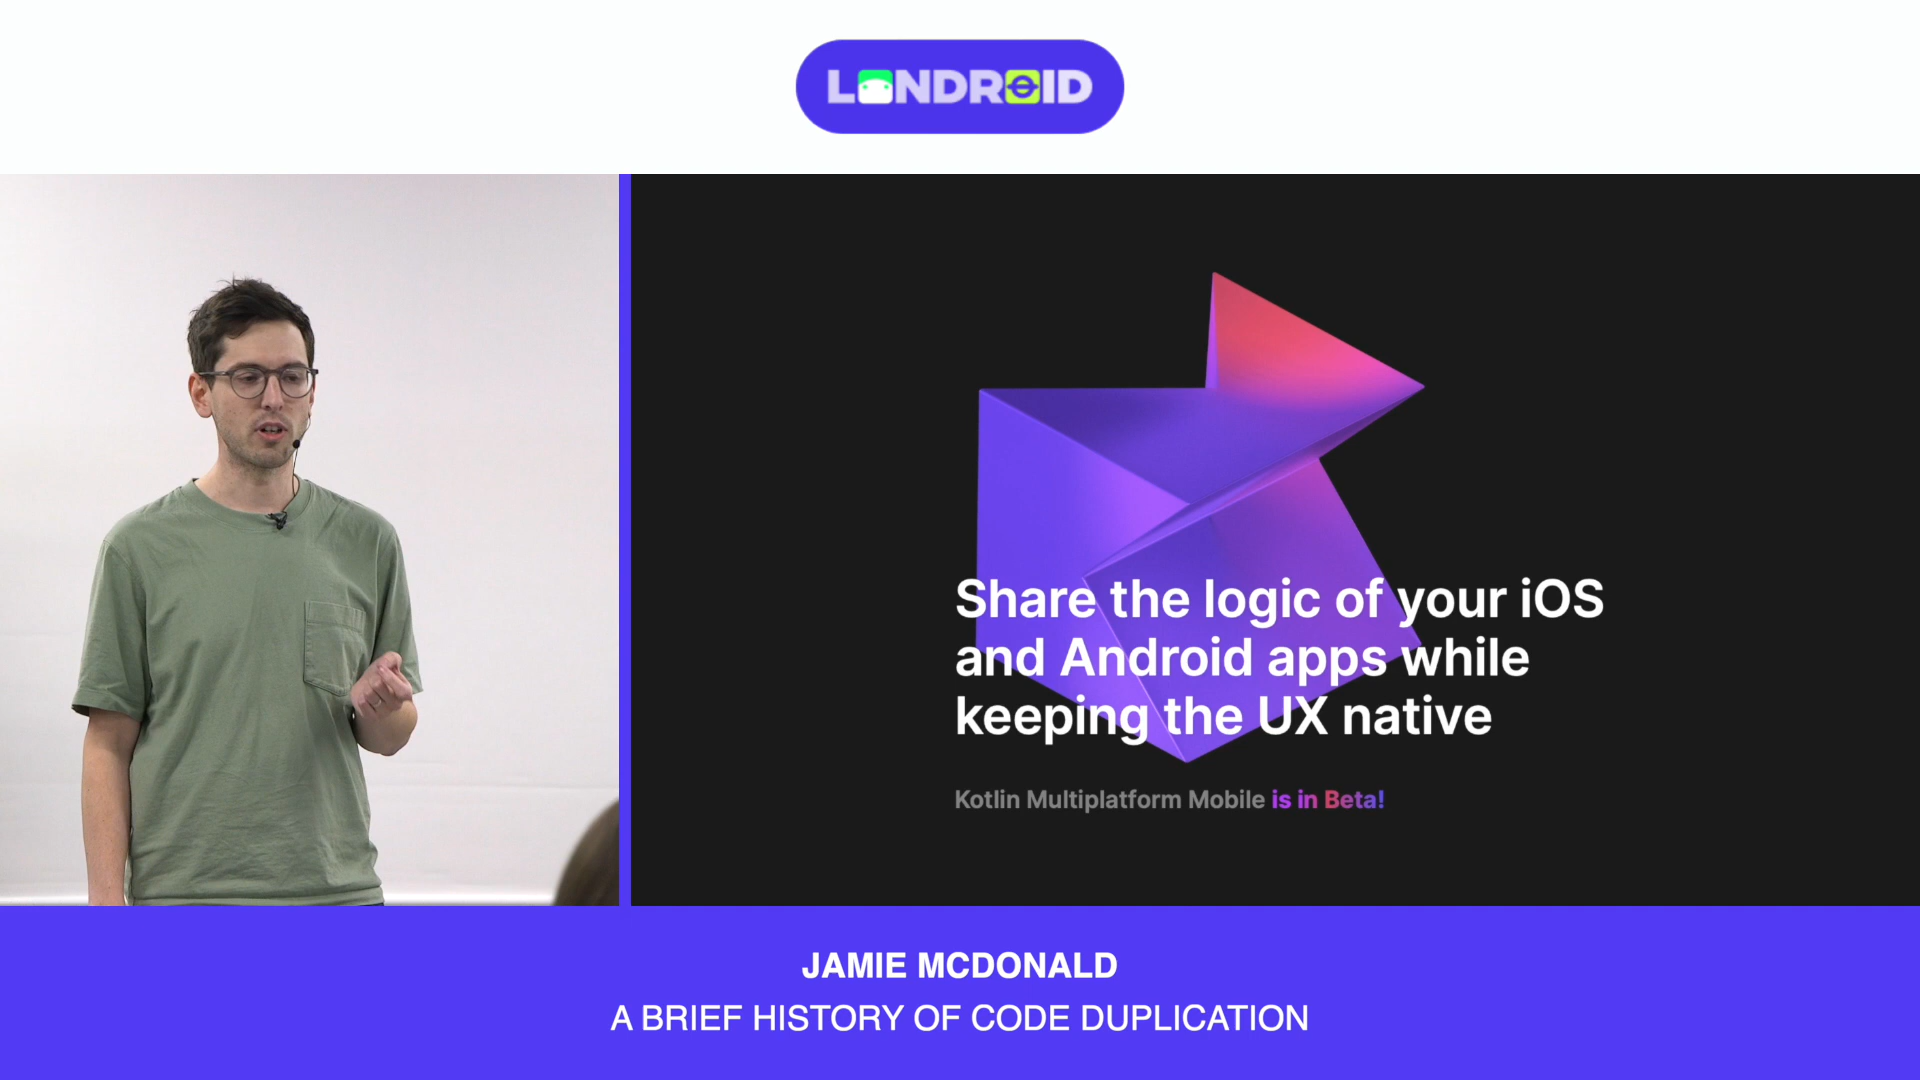 LONDROID
Share the logic of your iOS
and Android apps while
keeping the UX native
Kotlin Multiplatform Mobile is in Beta!
JAMIE MCDONALD
A BRIEF HISTORY OF CODE DUPLICATION